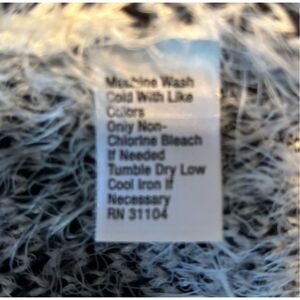 Machine Wash
Cold With Like
Colors
Only Non-
Chlorine Bleach
If Needed
Tumble Dry Low
Cool Iron If
Necessary
RN 31104